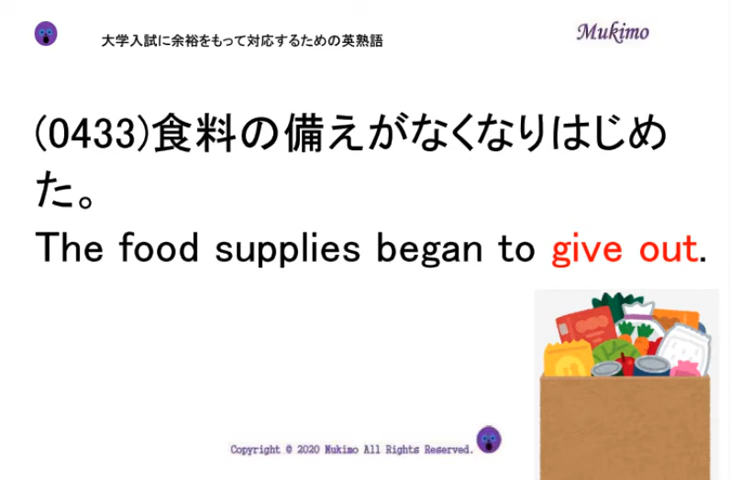 大学入試に余裕をもって対応するための英熟語
Mukimo
(0433)食料の備えがなくなりはじめ
た。
The food supplies began to give out.
Copyright © 2020 Mukimo All Rights Reserved.